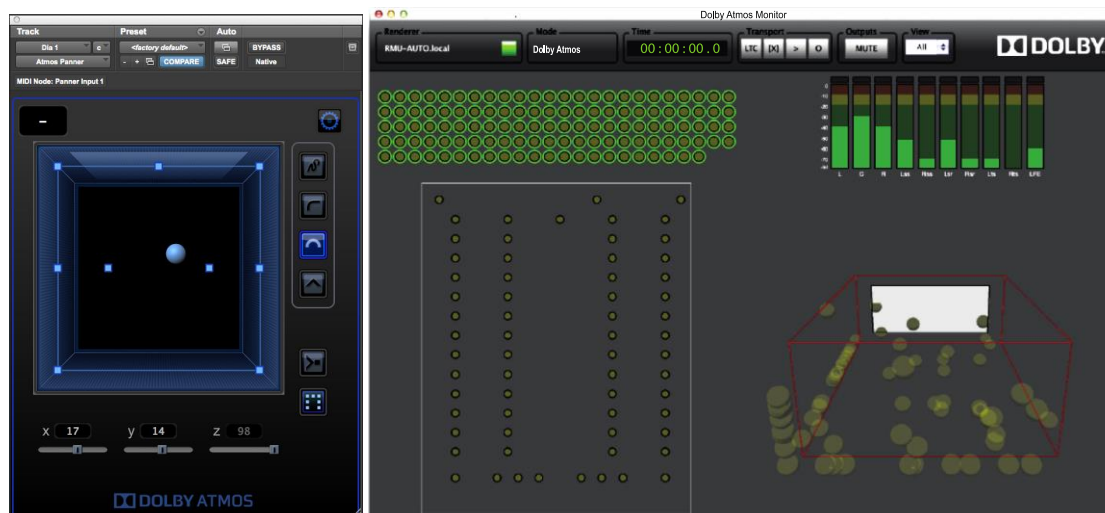 Track Preset Auto
Dia 1 c <factory default> BYPASS
Atmos Panner - + COMPARE SAFE Native
MIDI Node: Panner Input 1
-
x 17 y 14 z 98
DOLBY ATMOS
Dolby Atmos Monitor
Renderer Mode Time Transport Outputs View
RMU-AUTO.local Dolby Atmos 00:00:00.0 LTC [X] > O MUTE All DOLBY
L C R Lss Rss Lsr Rsr Lts Rts LFE